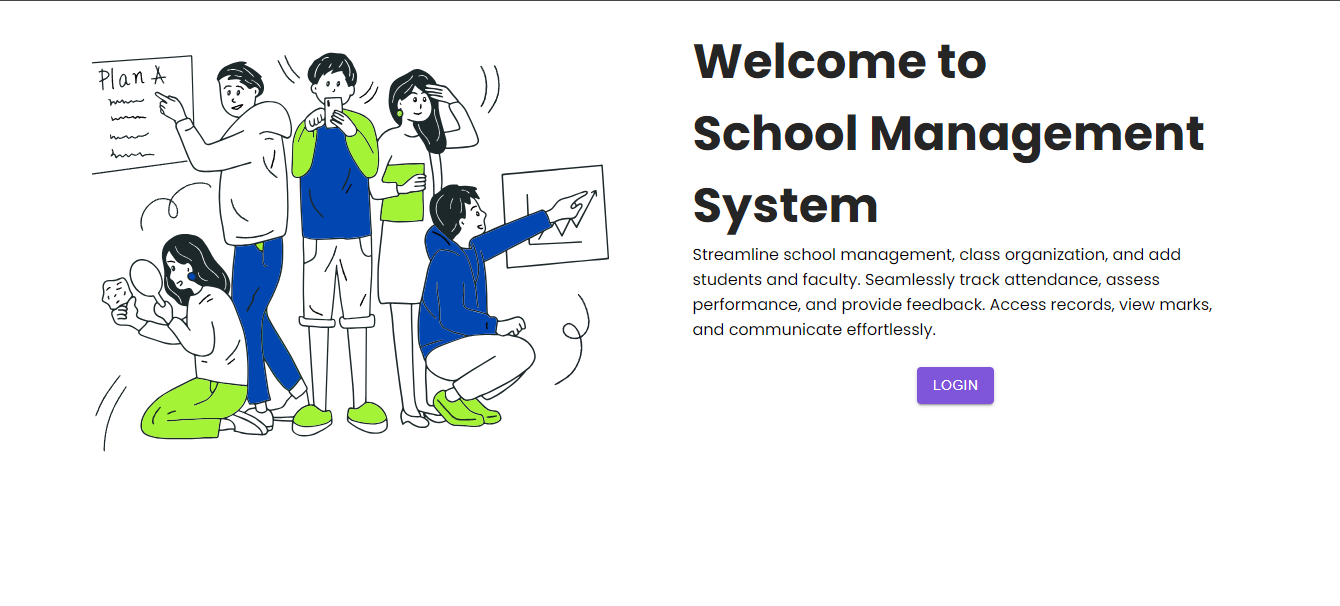 Plan A
Welcome to
School Management
System
Streamline school management, class organization, and add
students and faculty. Seamlessly track attendance, assess
performance, and provide feedback. Access records, view marks,
and communicate effortlessly.
LOGIN